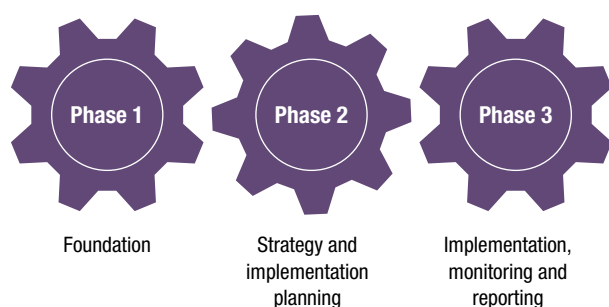 Phase 1
Phase 2
Phase 3
Foundation
Strategy and
implementation
planning
Implementation,
monitoring and
reporting